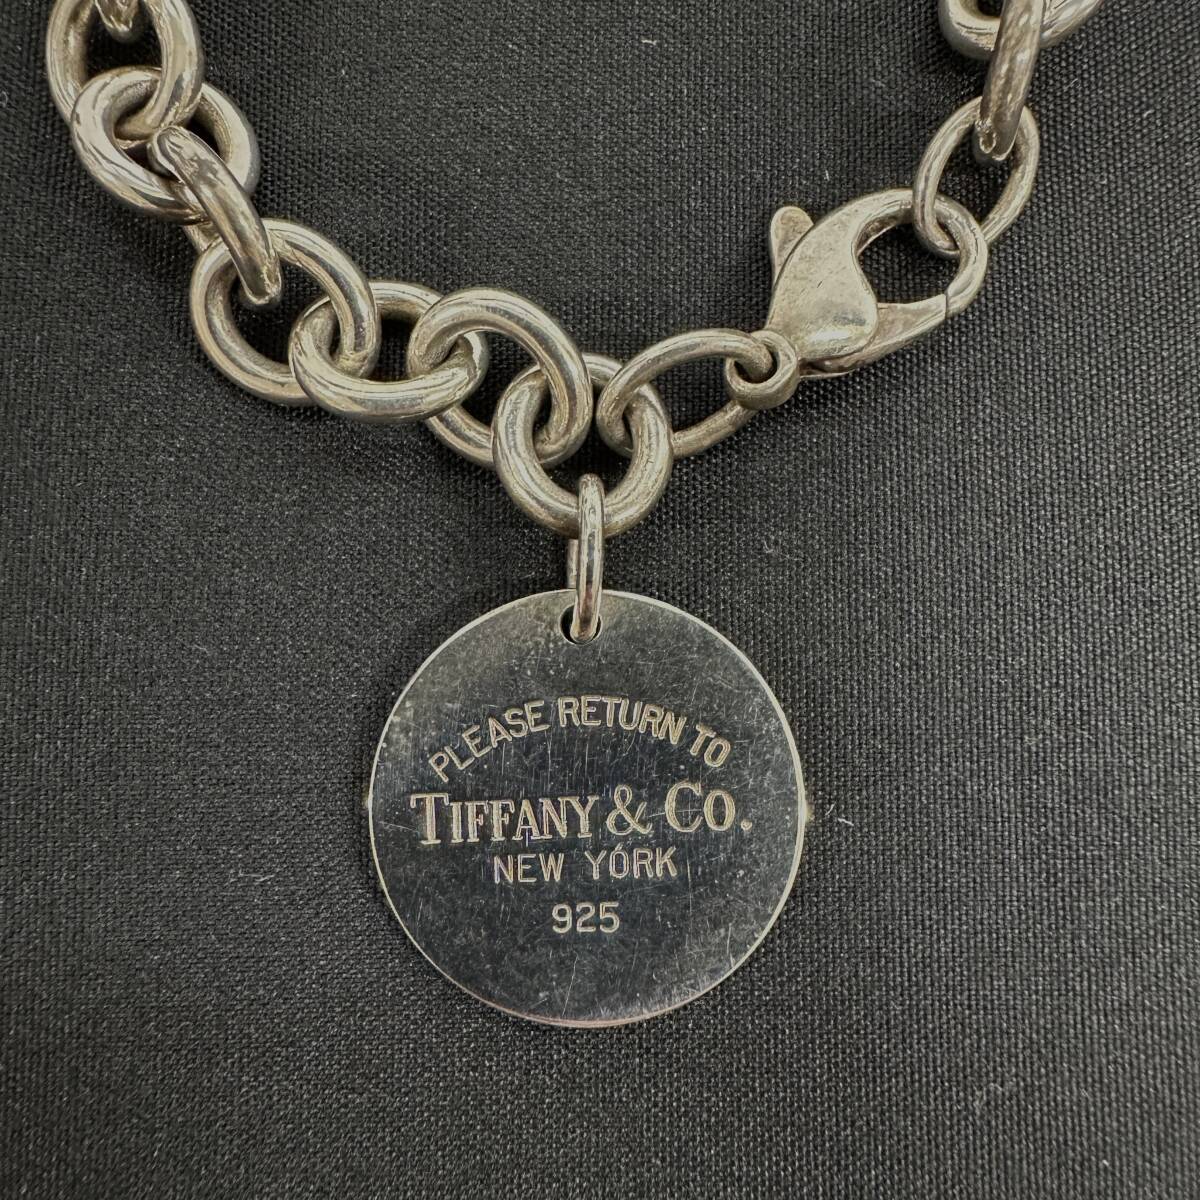 PLEASE RETURN TO
TIFFANY & CO.
NEW YORK
925